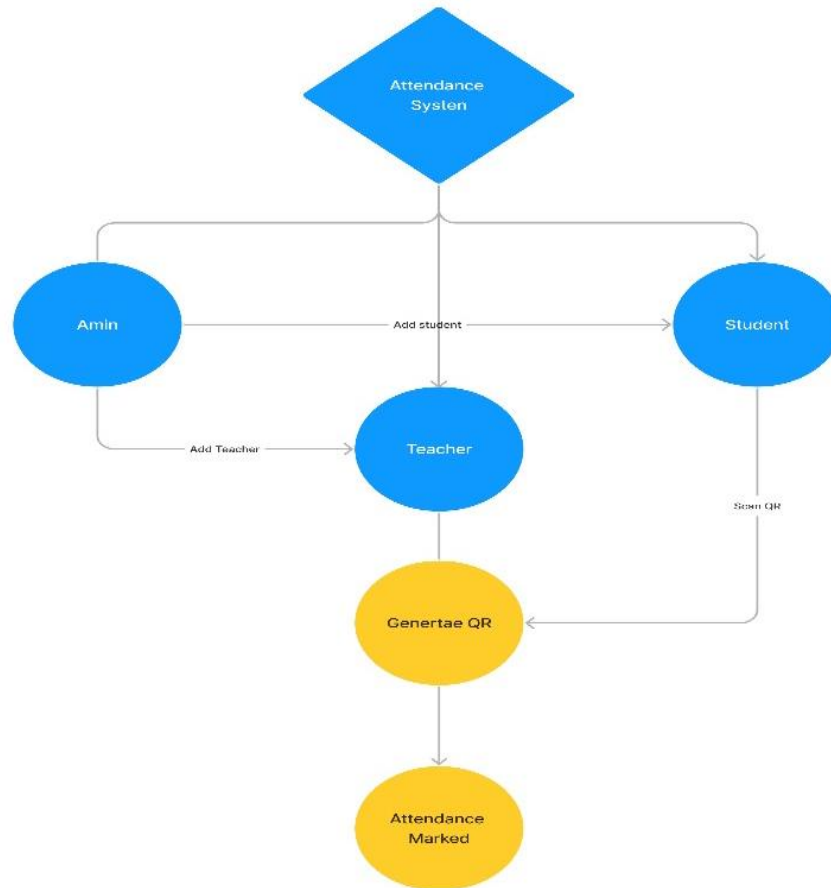 Attendance
Systen
Amin
Add student
Student
Add Teacher
Teacher
Scan QR
Genertae QR
Attendance
Marked